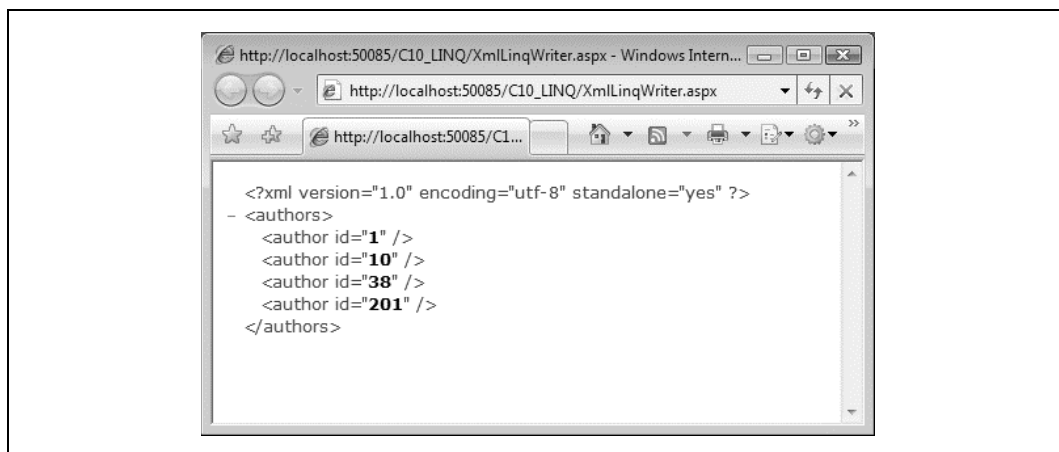 http://localhost:50085/C10_LINQ/XmlLinqWriter.aspx - Windows Intern...
http://localhost:50085/C10_LINQ/XmlLinqWriter.aspx
http://localhost:50085/C1...
<?xml version="1.0" encoding="utf-8" standalone="yes" ?>
- <authors>
<author id="1" />
<author id="10" />
<author id="38" />
<author id="201" />
</authors>